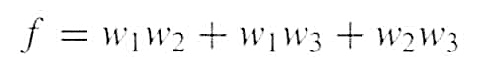 f = w₁w₂ + w₁w₃ + w₂w₃